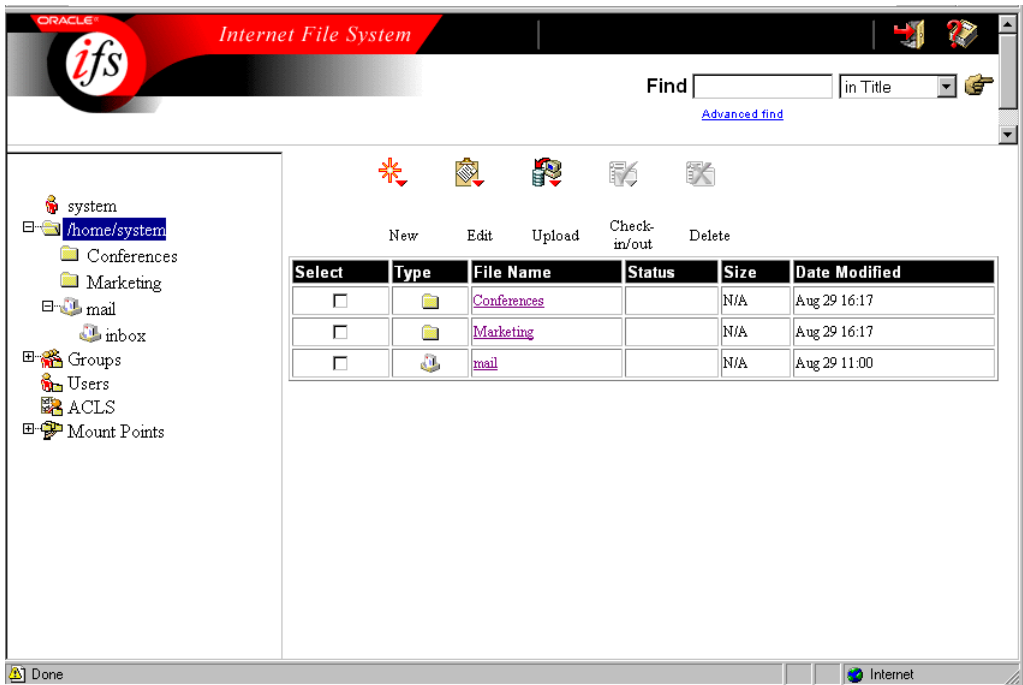 ORACLE®
Internet File System
ifs
Find
in Title
Advanced find
system
/home/system
Conferences
Marketing
mail
inbox
Groups
Users
ACLS
Mount Points
New Edit Upload Check-in/out Delete
Select Type File Name Status Size Date Modified
Conferences N/A Aug 29 16:17
Marketing N/A Aug 29 16:17
mail N/A Aug 29 11:00
Done Internet